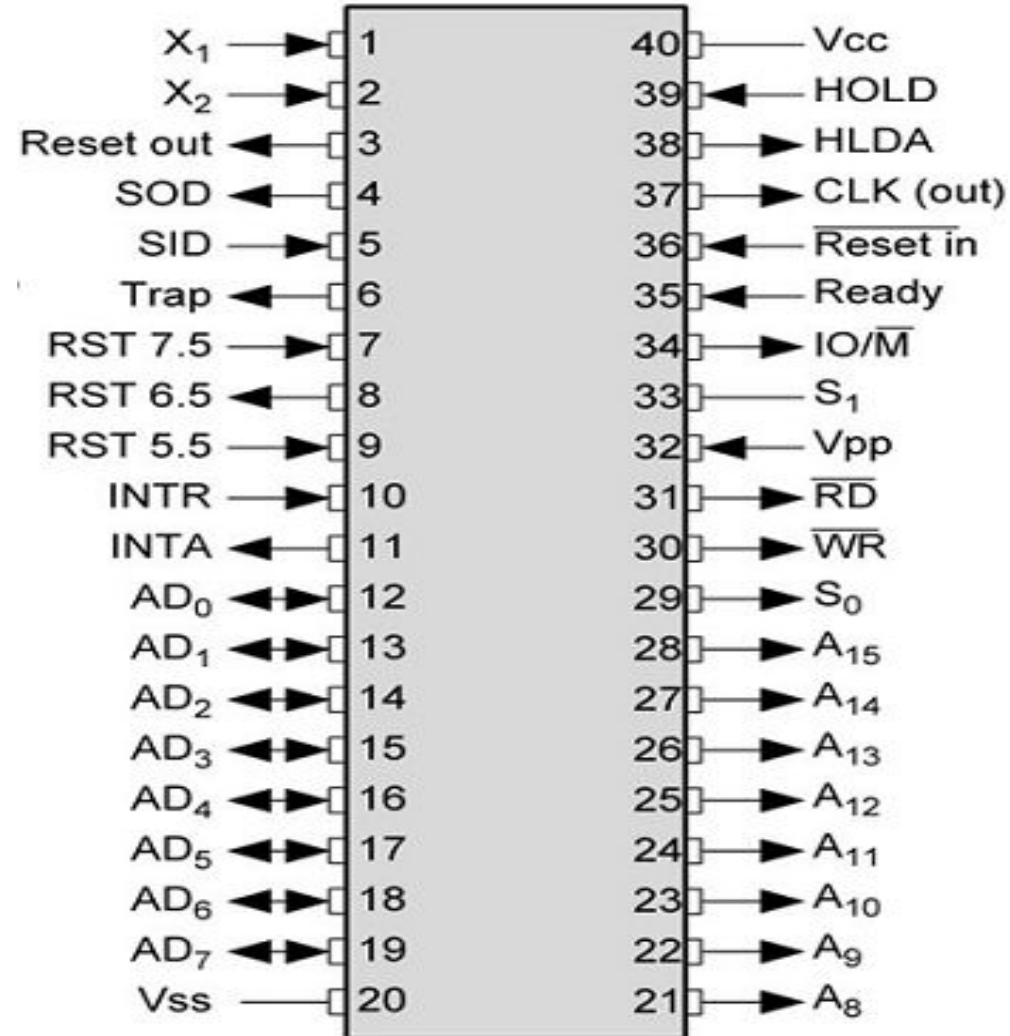 X₁ 1 40 Vcc
X₂ 2 39 HOLD
Reset out 3 38 HLDA
SOD 4 37 CLK (out)
SID 5 36 R̅e̅s̅e̅t̅ ̅i̅n
Trap 6 35 Ready
RST 7.5 7 34 IO/M̅
RST 6.5 8 33 S₁
RST 5.5 9 32 Vpp
INTR 10 31 R̅D̅
INTA 11 30 W̅R̅
AD₀ 12 29 S₀
AD₁ 13 28 A₁₅
AD₂ 14 27 A₁₄
AD₃ 15 26 A₁₃
AD₄ 16 25 A₁₂
AD₅ 17 24 A₁₁
AD₆ 18 23 A₁₀
AD₇ 19 22 A₉
Vss 20 21 A₈